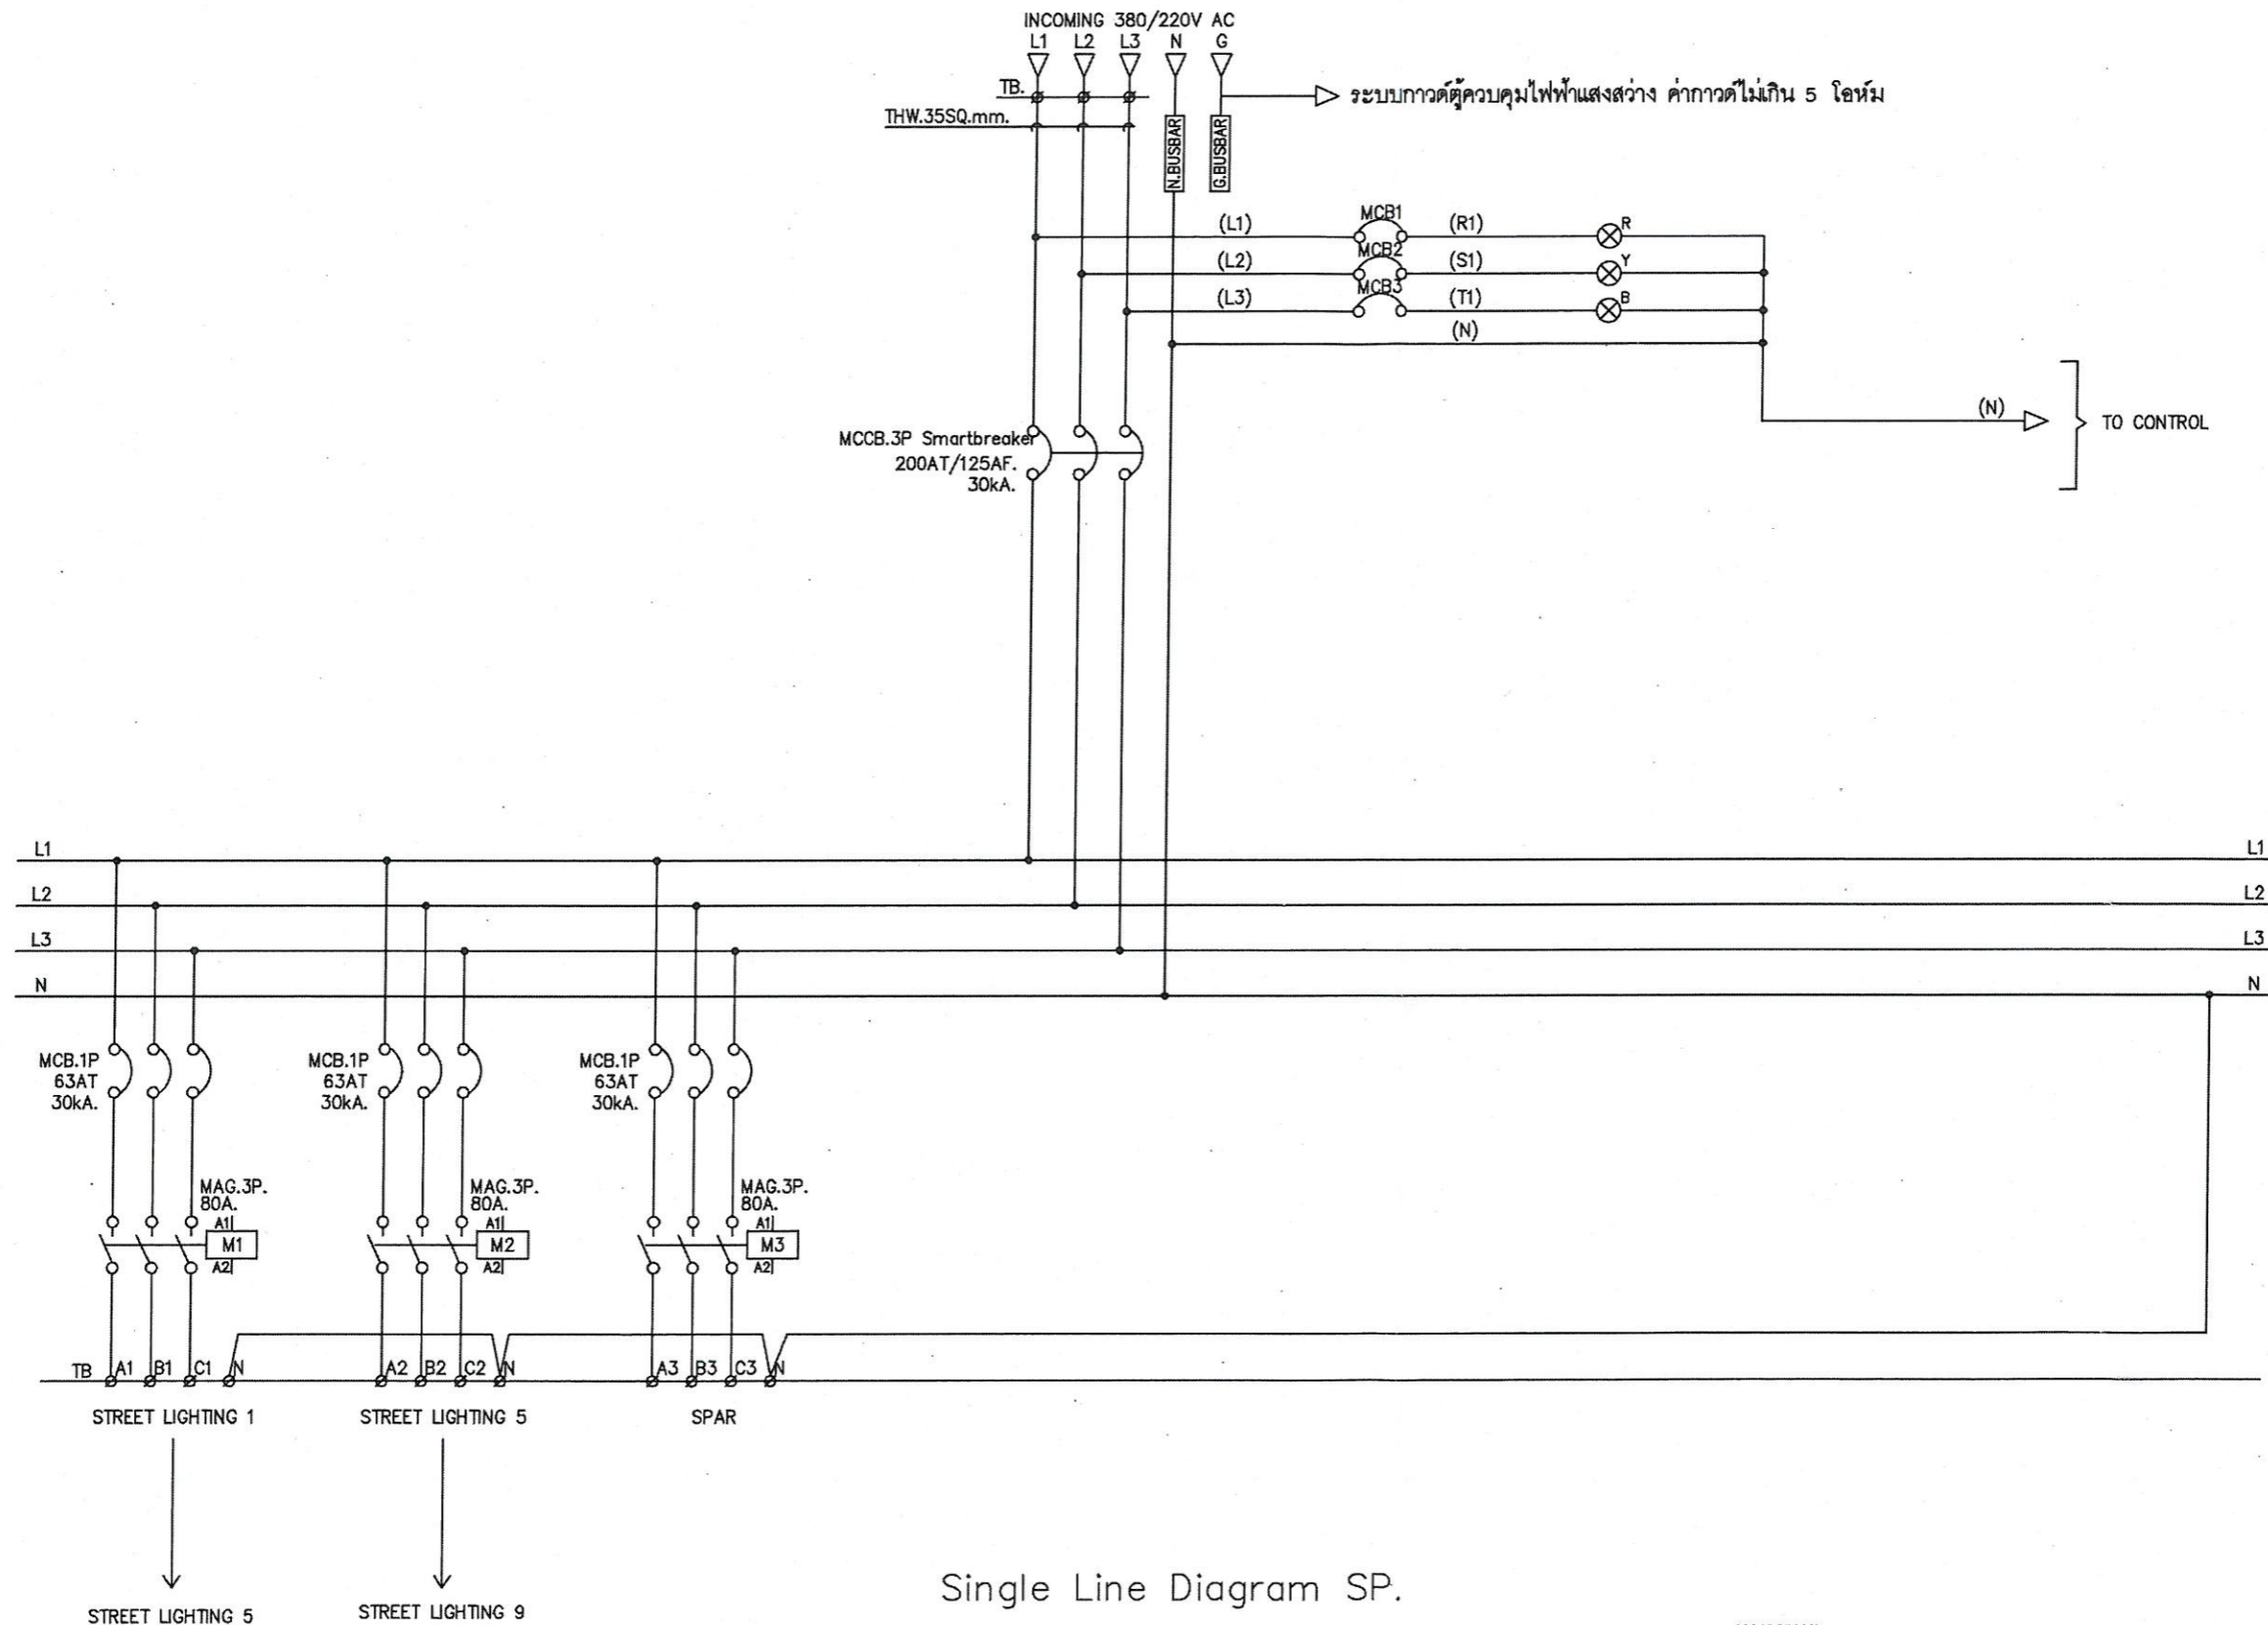 INCOMING 380/220V AC
L1 L2 L3 N G
TB.
ระบบกาวด์ตู้ควบคุมไฟฟ้าแสงสว่าง ค่ากาวด์ไม่เกิน 5 โอห์ม
THW.35SQ.mm.
N.BUSBAR
G.BUSBAR
(L1) MCB1 (R1) R
(L2) MCB2 (S1) Y
(L3) MCB3 (T1) B
(N)
(N) TO CONTROL
MCCB.3P Smartbreaker
200AT/125AF.
30kA.
L1 L1
L2 L2
L3 L3
N N
MCB.1P
63AT
30kA.
MCB.1P
63AT
30kA.
MCB.1P
63AT
30kA.
MAG.3P.
80A.
A1
M1
A2
MAG.3P.
80A.
A1
M2
A2
MAG.3P.
80A.
A1
M3
A2
TB A1 B1 C1 N A2 B2 C2 N A3 B3 C3 N
STREET LIGHTING 1 STREET LIGHTING 5 SPAR
STREET LIGHTING 5 STREET LIGHTING 9
Single Line Diagram SP.